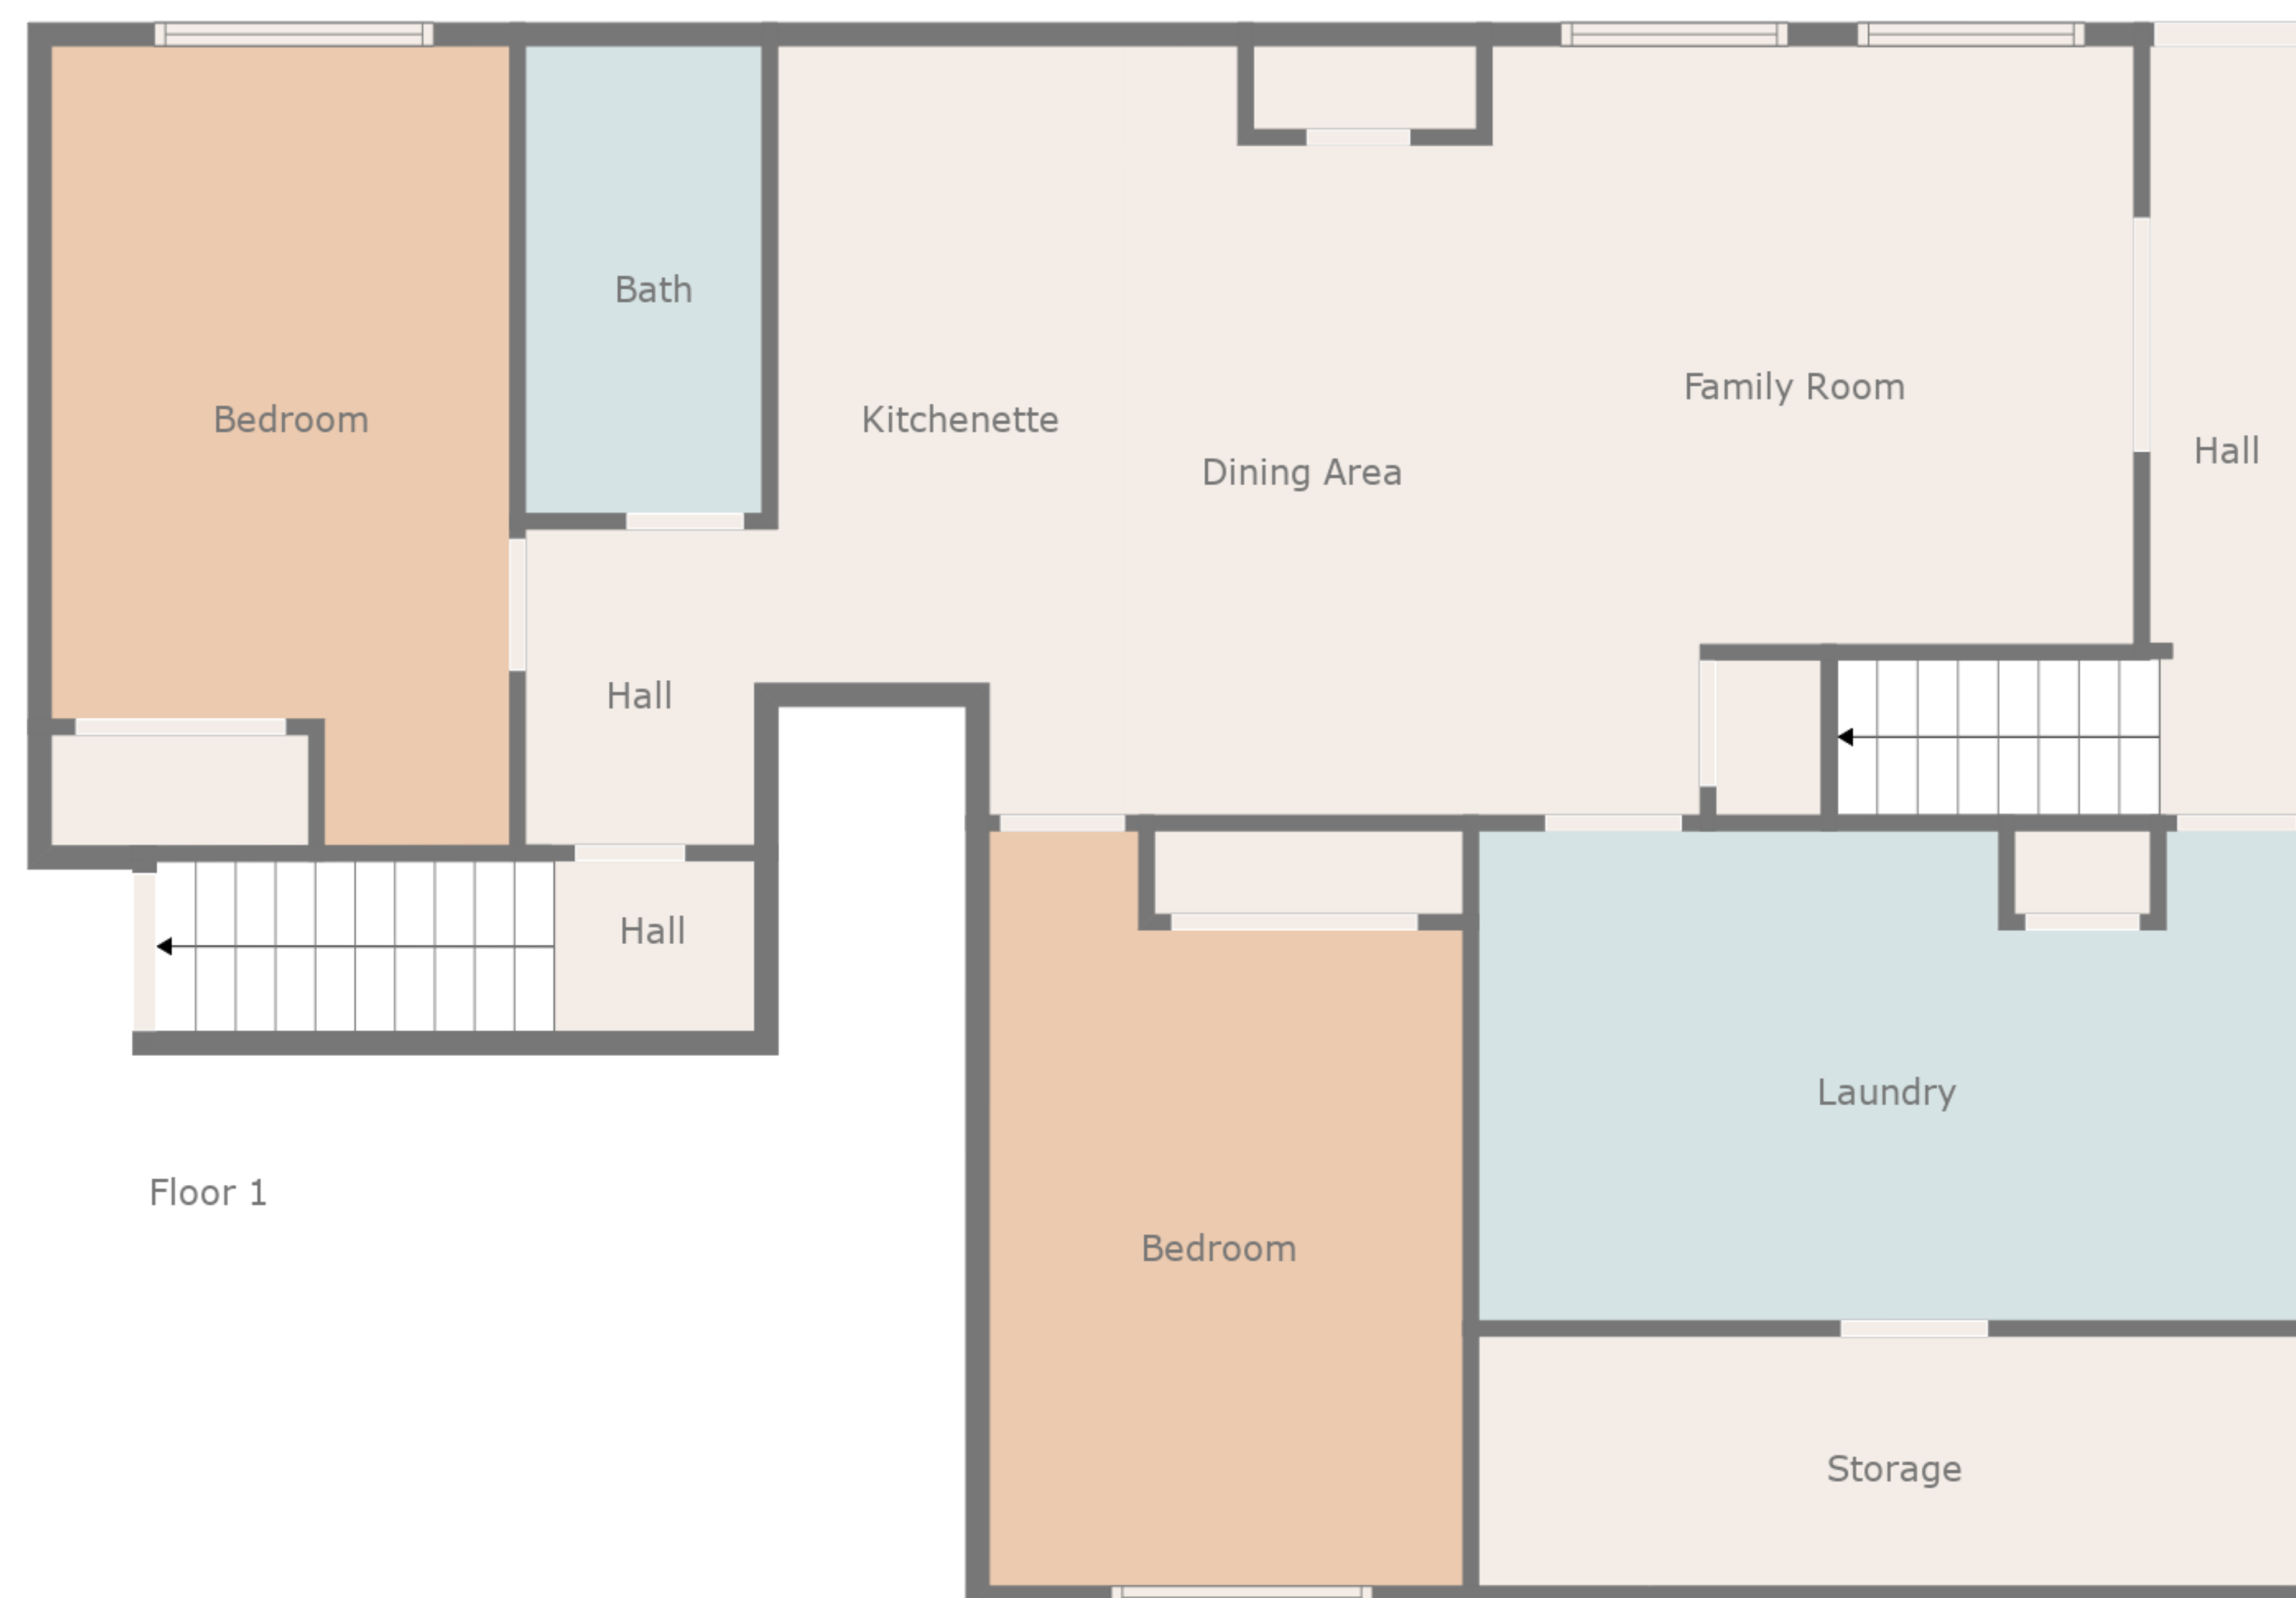 Bath
Family Room
Bedroom
Kitchenette
Hall
Dining Area
Hall
Hall
Laundry
Floor 1
Bedroom
Storage